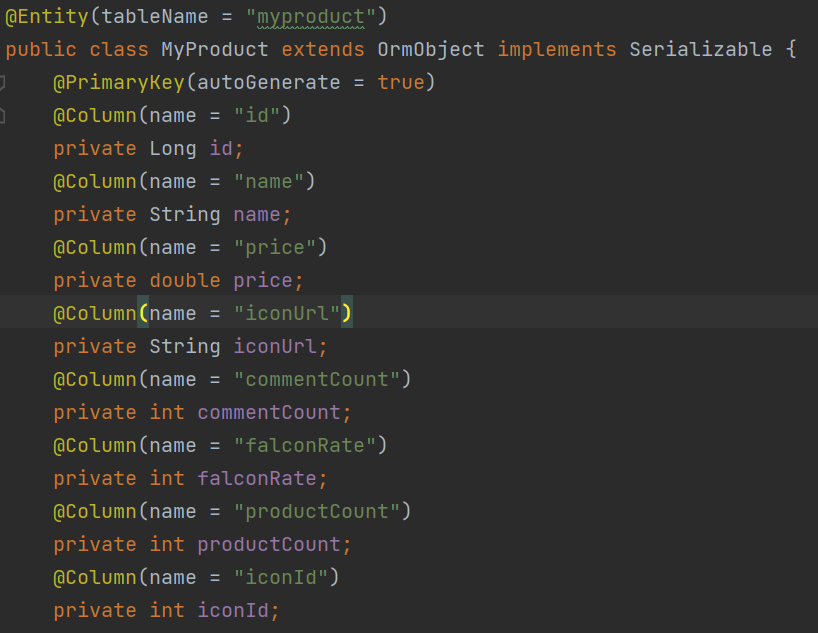 @Entity(tableName = "myproduct")
public class MyProduct extends OrmObject implements Serializable {
@PrimaryKey(autoGenerate = true)
@Column(name = "id")
private Long id;
@Column(name = "name")
private String name;
@Column(name = "price")
private double price;
@Column(name = "iconUrl")
private String iconUrl;
@Column(name = "commentCount")
private int commentCount;
@Column(name = "falconRate")
private int falconRate;
@Column(name = "productCount")
private int productCount;
@Column(name = "iconId")
private int iconId;